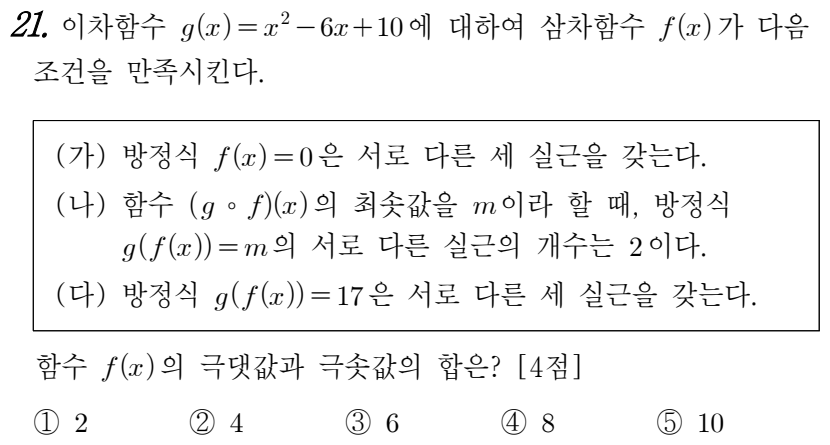 21. 이차함수 g(x)=x²-6x+10에 대하여 삼차함수 f(x)가 다음
조건을 만족시킨다.
(가) 방정식 f(x)=0은 서로 다른 세 실근을 갖는다.
(나) 함수 (g∘f)(x)의 최솟값을 m이라 할 때, 방정식
g(f(x))=m의 서로 다른 실근의 개수는 2이다.
(다) 방정식 g(f(x))=17은 서로 다른 세 실근을 갖는다.
함수 f(x)의 극댓값과 극솟값의 합은? [4점]
① 2 ② 4 ③ 6 ④ 8 ⑤ 10